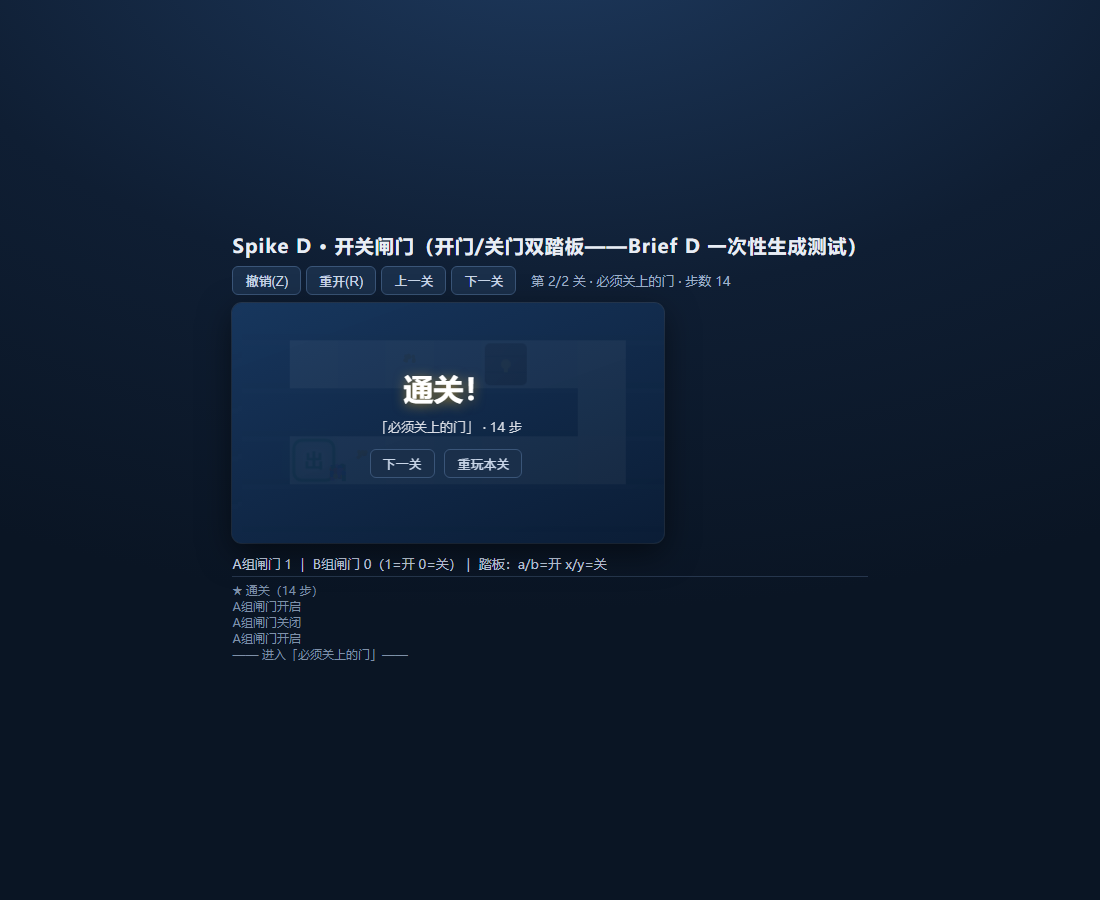 Spike D • 开关闸门（开门/关门双踏板——Brief D 一次性生成测试）
撤销(Z) 重开(R) 上一关 下一关 第 2/2 关 · 必须关上的门 · 步数 14
通关！
「必须关上的门」 · 14 步
下一关 重玩本关
出
A组闸门 1 ｜ B组闸门 0（1=开 0=关）｜ 踏板：a/b=开 x/y=关
★ 通关（14 步）
A组闸门开启
A组闸门关闭
A组闸门开启
—— 进入「必须关上的门」 ——